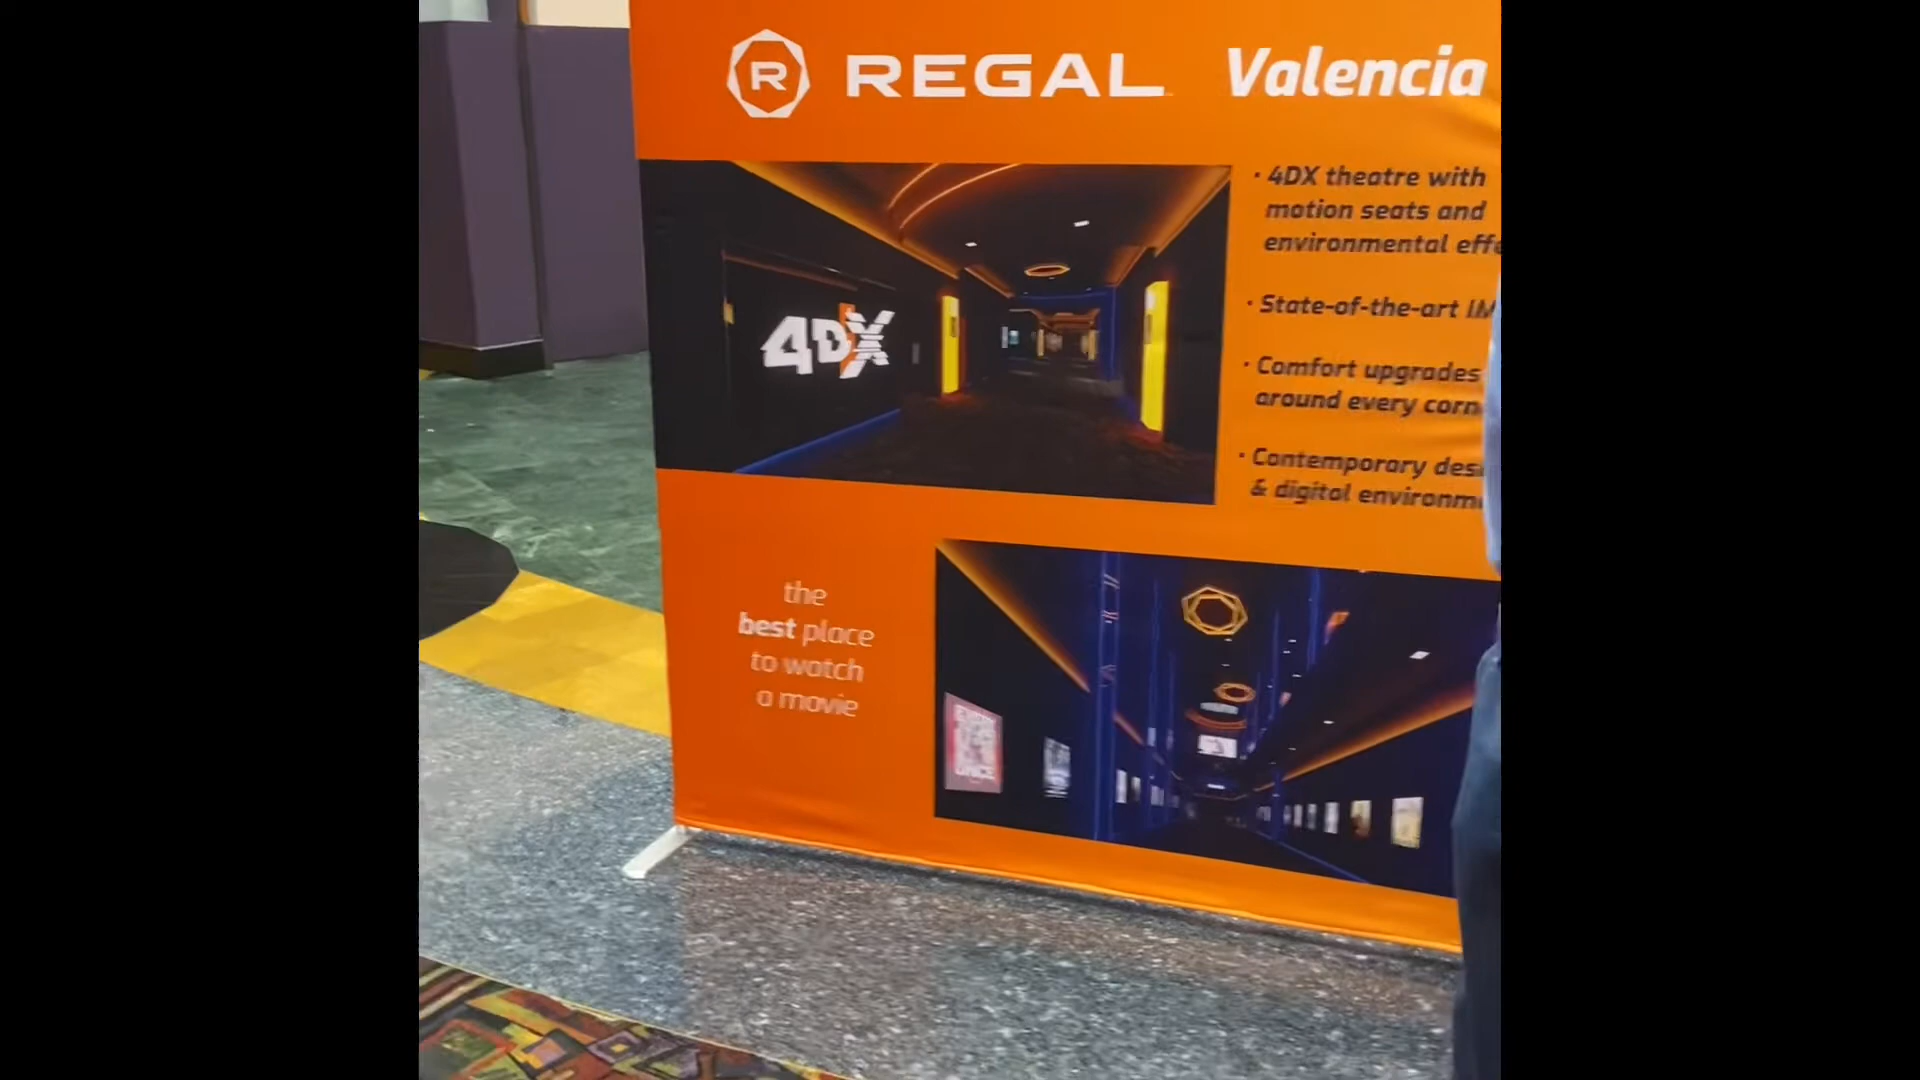 R REGAL Valencia
4DX
· 4DX theatre with
motion seats and
environmental effe
· State-of-the-art IM
· Comfort upgrades
around every corn
· Contemporary des
& digital environm
the
best place
to watch
a movie